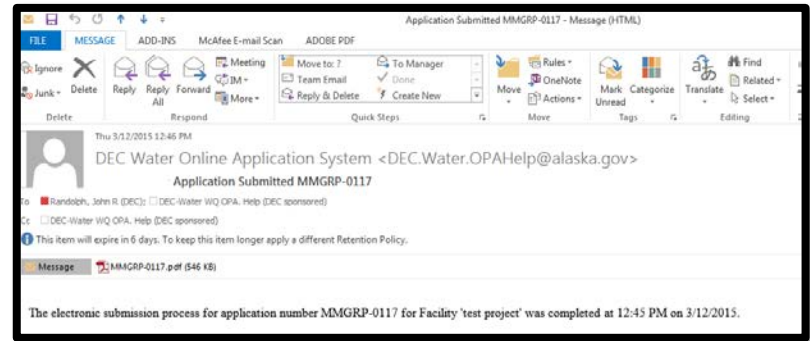 Application Submitted MMGRP-0117 - Message (HTML)
FILE MESSAGE ADD-INS McAfee E-mail Scan ADOBE PDF
Ignore
Junk
Delete
Reply
Reply All
Forward
Meeting
IM
More
Move to: ?
Team Email
Reply & Delete
To Manager
Done
Create New
Move
Rules
OneNote
Actions
Mark Unread
Categorize
Translate
Find
Related
Select
Delete Respond Quick Steps Move Tags Editing
Thu 3/12/2015 12:46 PM
DEC Water Online Application System <DEC.Water.OPAHelp@alaska.gov>
Application Submitted MMGRP-0117
To Randolph, John R (DEC); DEC-Water WQ OPA. Help (DEC sponsored)
Cc DEC-Water WQ OPA. Help (DEC sponsored)
This item will expire in 6 days. To keep this item longer apply a different Retention Policy.
Message MMGRP-0117.pdf (546 KB)
The electronic submission process for application number MMGRP-0117 for Facility 'test project' was completed at 12:45 PM on 3/12/2015.